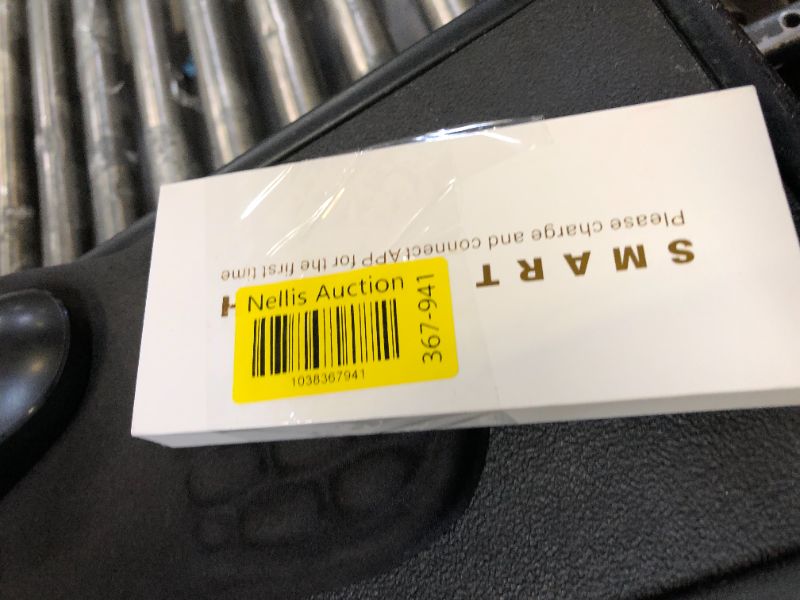 SMART H
Please charge and connect APP for the first time
Nellis Auction
1038367941
367-941